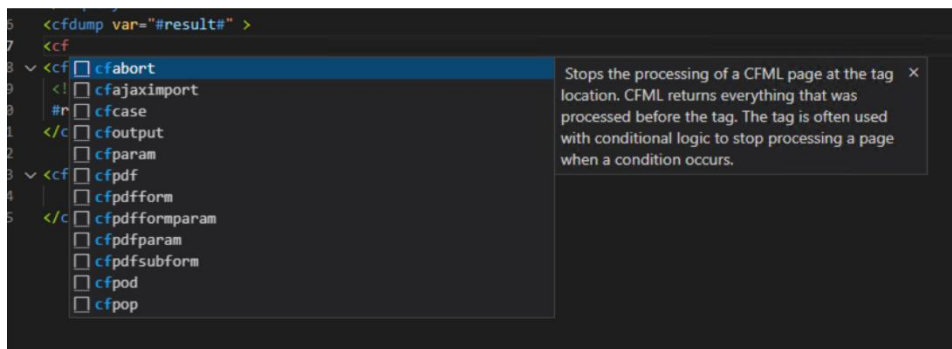 6 <cfdump var="#result#" >
7 <cf
8 <cf
cfabort
9 <!
cfajaximport
0 #r
cfcase
1 </c
cfoutput
2
cfparam
3 <cf
cfpdf
4
cfpdfform
5 </c
cfpdfformparam
cfpdfparam
cfpdfsubform
cfpod
cfpop
Stops the processing of a CFML page at the tag
location. CFML returns everything that was
processed before the tag. The tag is often used
with conditional logic to stop processing a page
when a condition occurs.